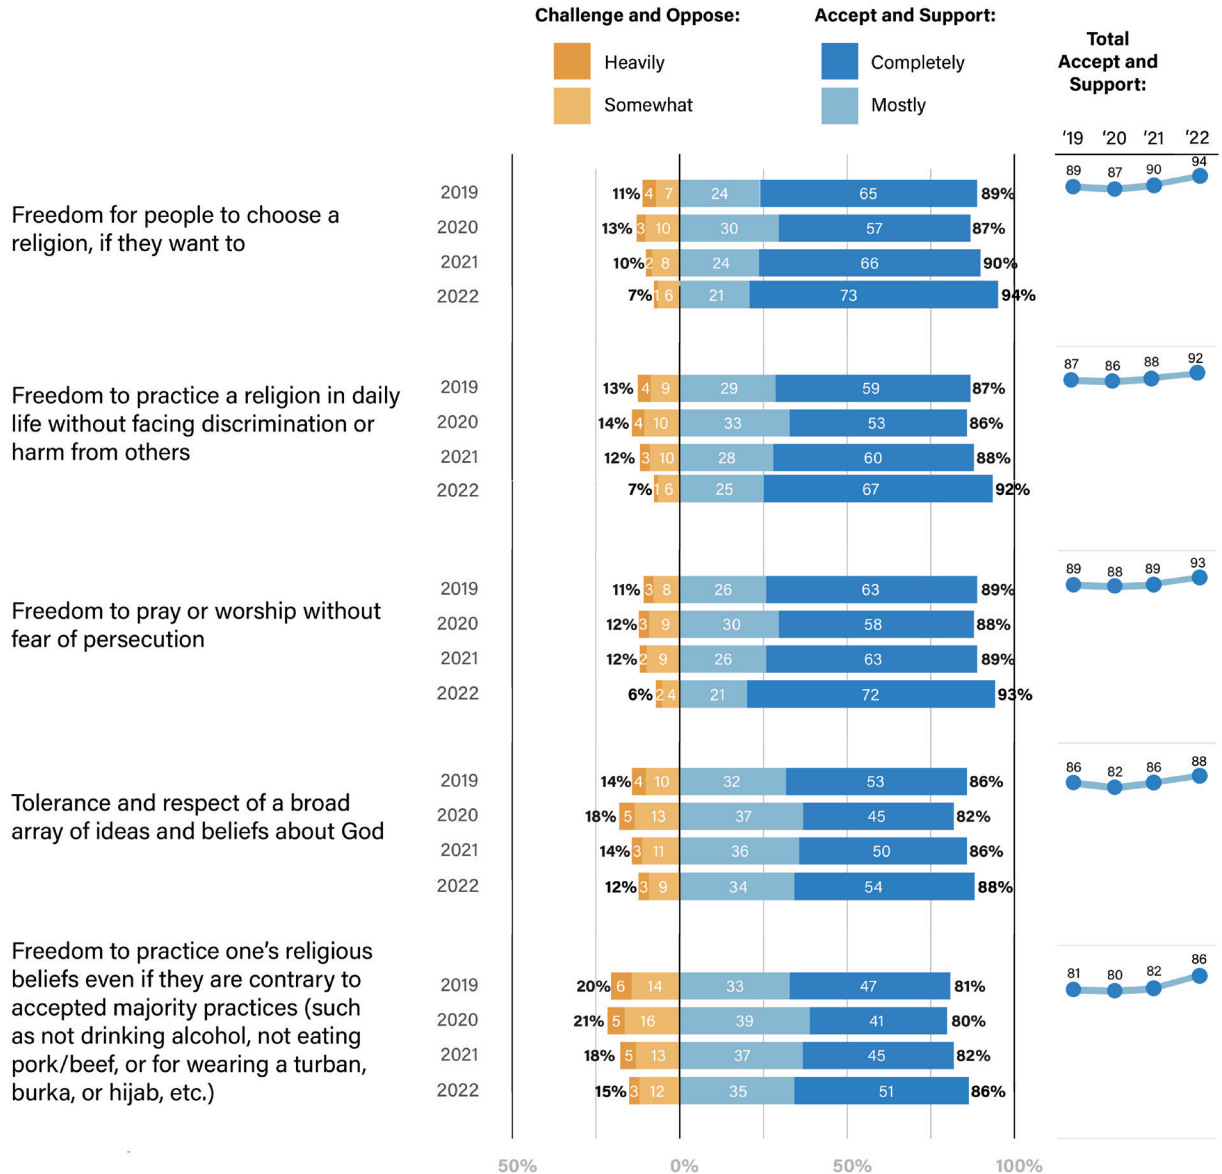 Challenge and Oppose:
Accept and Support:
Heavily
Completely
Somewhat
Mostly
Total
Accept and
Support:
'19 '20 '21 '22
Freedom for people to choose a
religion, if they want to
2019 11% 4 7 24 65 89%
2020 13% 3 10 30 57 87%
2021 10% 2 8 24 66 90%
2022 7% 1 6 21 73 94%
89 87 90 94
Freedom to practice a religion in daily
life without facing discrimination or
harm from others
2019 13% 4 9 29 59 87%
2020 14% 4 10 33 53 86%
2021 12% 3 10 28 60 88%
2022 7% 1 6 25 67 92%
87 86 88 92
Freedom to pray or worship without
fear of persecution
2019 11% 3 8 26 63 89%
2020 12% 3 9 30 58 88%
2021 12% 2 9 26 63 89%
2022 6% 2 4 21 72 93%
89 88 89 93
Tolerance and respect of a broad
array of ideas and beliefs about God
2019 14% 4 10 32 53 86%
2020 18% 5 13 37 45 82%
2021 14% 3 11 36 50 86%
2022 12% 3 9 34 54 88%
86 82 86 88
Freedom to practice one's religious
beliefs even if they are contrary to
accepted majority practices (such
as not drinking alcohol, not eating
pork/beef, or for wearing a turban,
burka, or hijab, etc.)
2019 20% 6 14 33 47 81%
2020 21% 5 16 39 41 80%
2021 18% 5 13 37 45 82%
2022 15% 3 12 35 51 86%
81 80 82 86
50% 0% 50% 100%